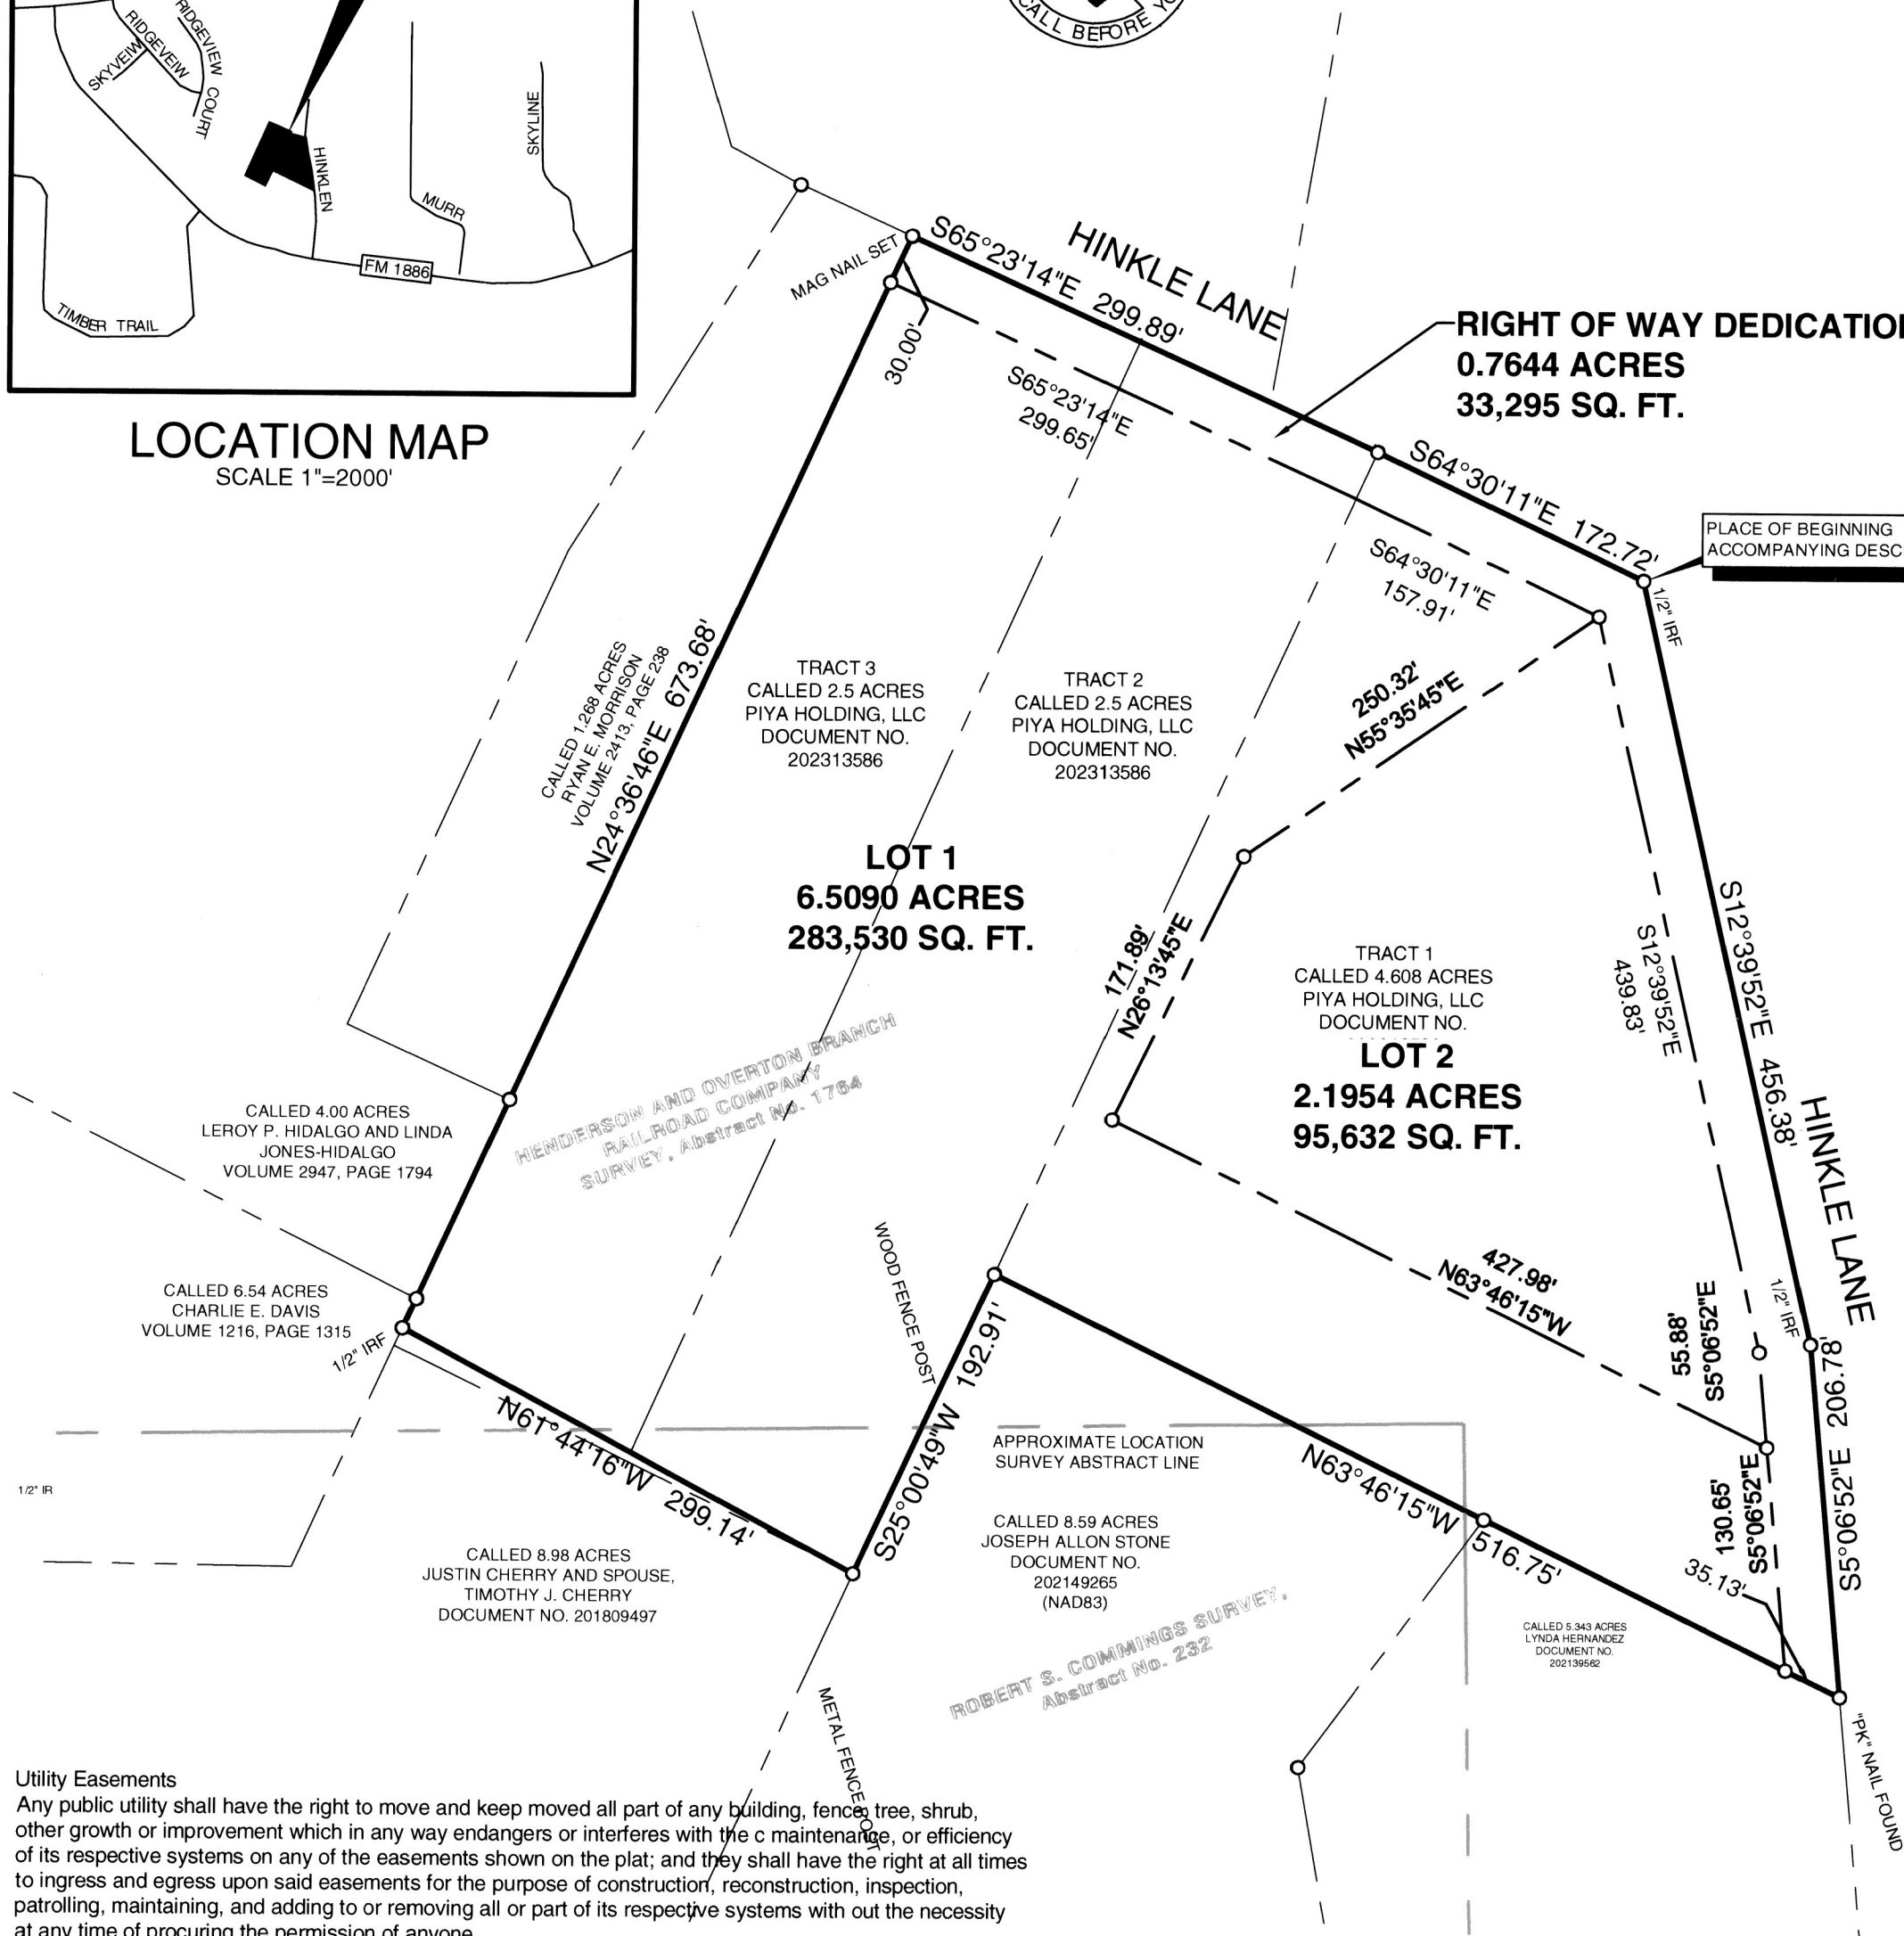 RIDGEVIEW COURT
RIDGEVEIW
SKYVEIW
HINKLEN
MURR
SKYLINE
FM 1886
TIMBER TRAIL
LOCATION MAP
SCALE 1"=2000'
CALL BEFORE
MAG NAIL SET
S65°23'14"E 299.89'
HINKLE LANE
30.00'
S65°23'14"E
299.65'
RIGHT OF WAY DEDICATION
0.7644 ACRES
33,295 SQ. FT.
S64°30'11"E 172.72'
S64°30'11"E
157.91'
PLACE OF BEGINNING
ACCOMPANYING DESC
1/2" IRF
CALLED 1.268 ACRES
RYAN E. MORRISON
VOLUME 2413, PAGE 238
N24°36'46"E 673.68'
TRACT 3
CALLED 2.5 ACRES
PIYA HOLDING, LLC
DOCUMENT NO.
202313586
TRACT 2
CALLED 2.5 ACRES
PIYA HOLDING, LLC
DOCUMENT NO.
202313586
250.32'
N55°35'45"E
LOT 1
6.5090 ACRES
283,530 SQ. FT.
171.89'
N26°13'45"E
TRACT 1
CALLED 4.608 ACRES
PIYA HOLDING, LLC
DOCUMENT NO.
LOT 2
2.1954 ACRES
95,632 SQ. FT.
S12°39'52"E
439.83'
S12°39'52"E 456.38'
HINKLE LANE
HENDERSON AND OVERTON BRANCH
RAILROAD COMPANY
SURVEY, Abstract No. 1764
CALLED 4.00 ACRES
LEROY P. HIDALGO AND LINDA
JONES-HIDALGO
VOLUME 2947, PAGE 1794
CALLED 6.54 ACRES
CHARLIE E. DAVIS
VOLUME 1216, PAGE 1315
1/2" IRF
WOOD FENCE POST
427.98'
N63°46'15"W
55.88'
S5°06'52"E
1/2" IRF
S5°06'52"E 206.78'
N61°44'16"W 299.14'
S25°00'49"W 192.91'
APPROXIMATE LOCATION
SURVEY ABSTRACT LINE
N63°46'15"W 516.75'
130.65'
S5°06'52"E
35.13'
1/2" IR
CALLED 8.98 ACRES
JUSTIN CHERRY AND SPOUSE,
TIMOTHY J. CHERRY
DOCUMENT NO. 201809497
CALLED 8.59 ACRES
JOSEPH ALLON STONE
DOCUMENT NO.
202149265
(NAD83)
ROBERT S. COMMINGS SURVEY,
Abstract No. 232
CALLED 5.343 ACRES
LYNDA HERNANDEZ
DOCUMENT NO.
202139562
METAL FENCE POST
"PK" NAIL FOUND
Utility Easements
Any public utility shall have the right to move and keep moved all part of any building, fence, tree, shrub,
other growth or improvement which in any way endangers or interferes with the c maintenance, or efficiency
of its respective systems on any of the easements shown on the plat; and they shall have the right at all times
to ingress and egress upon said easements for the purpose of construction, reconstruction, inspection,
patrolling, maintaining, and adding to or removing all or part of its respective systems with out the necessity
at any time of procuring the permission of anyone.